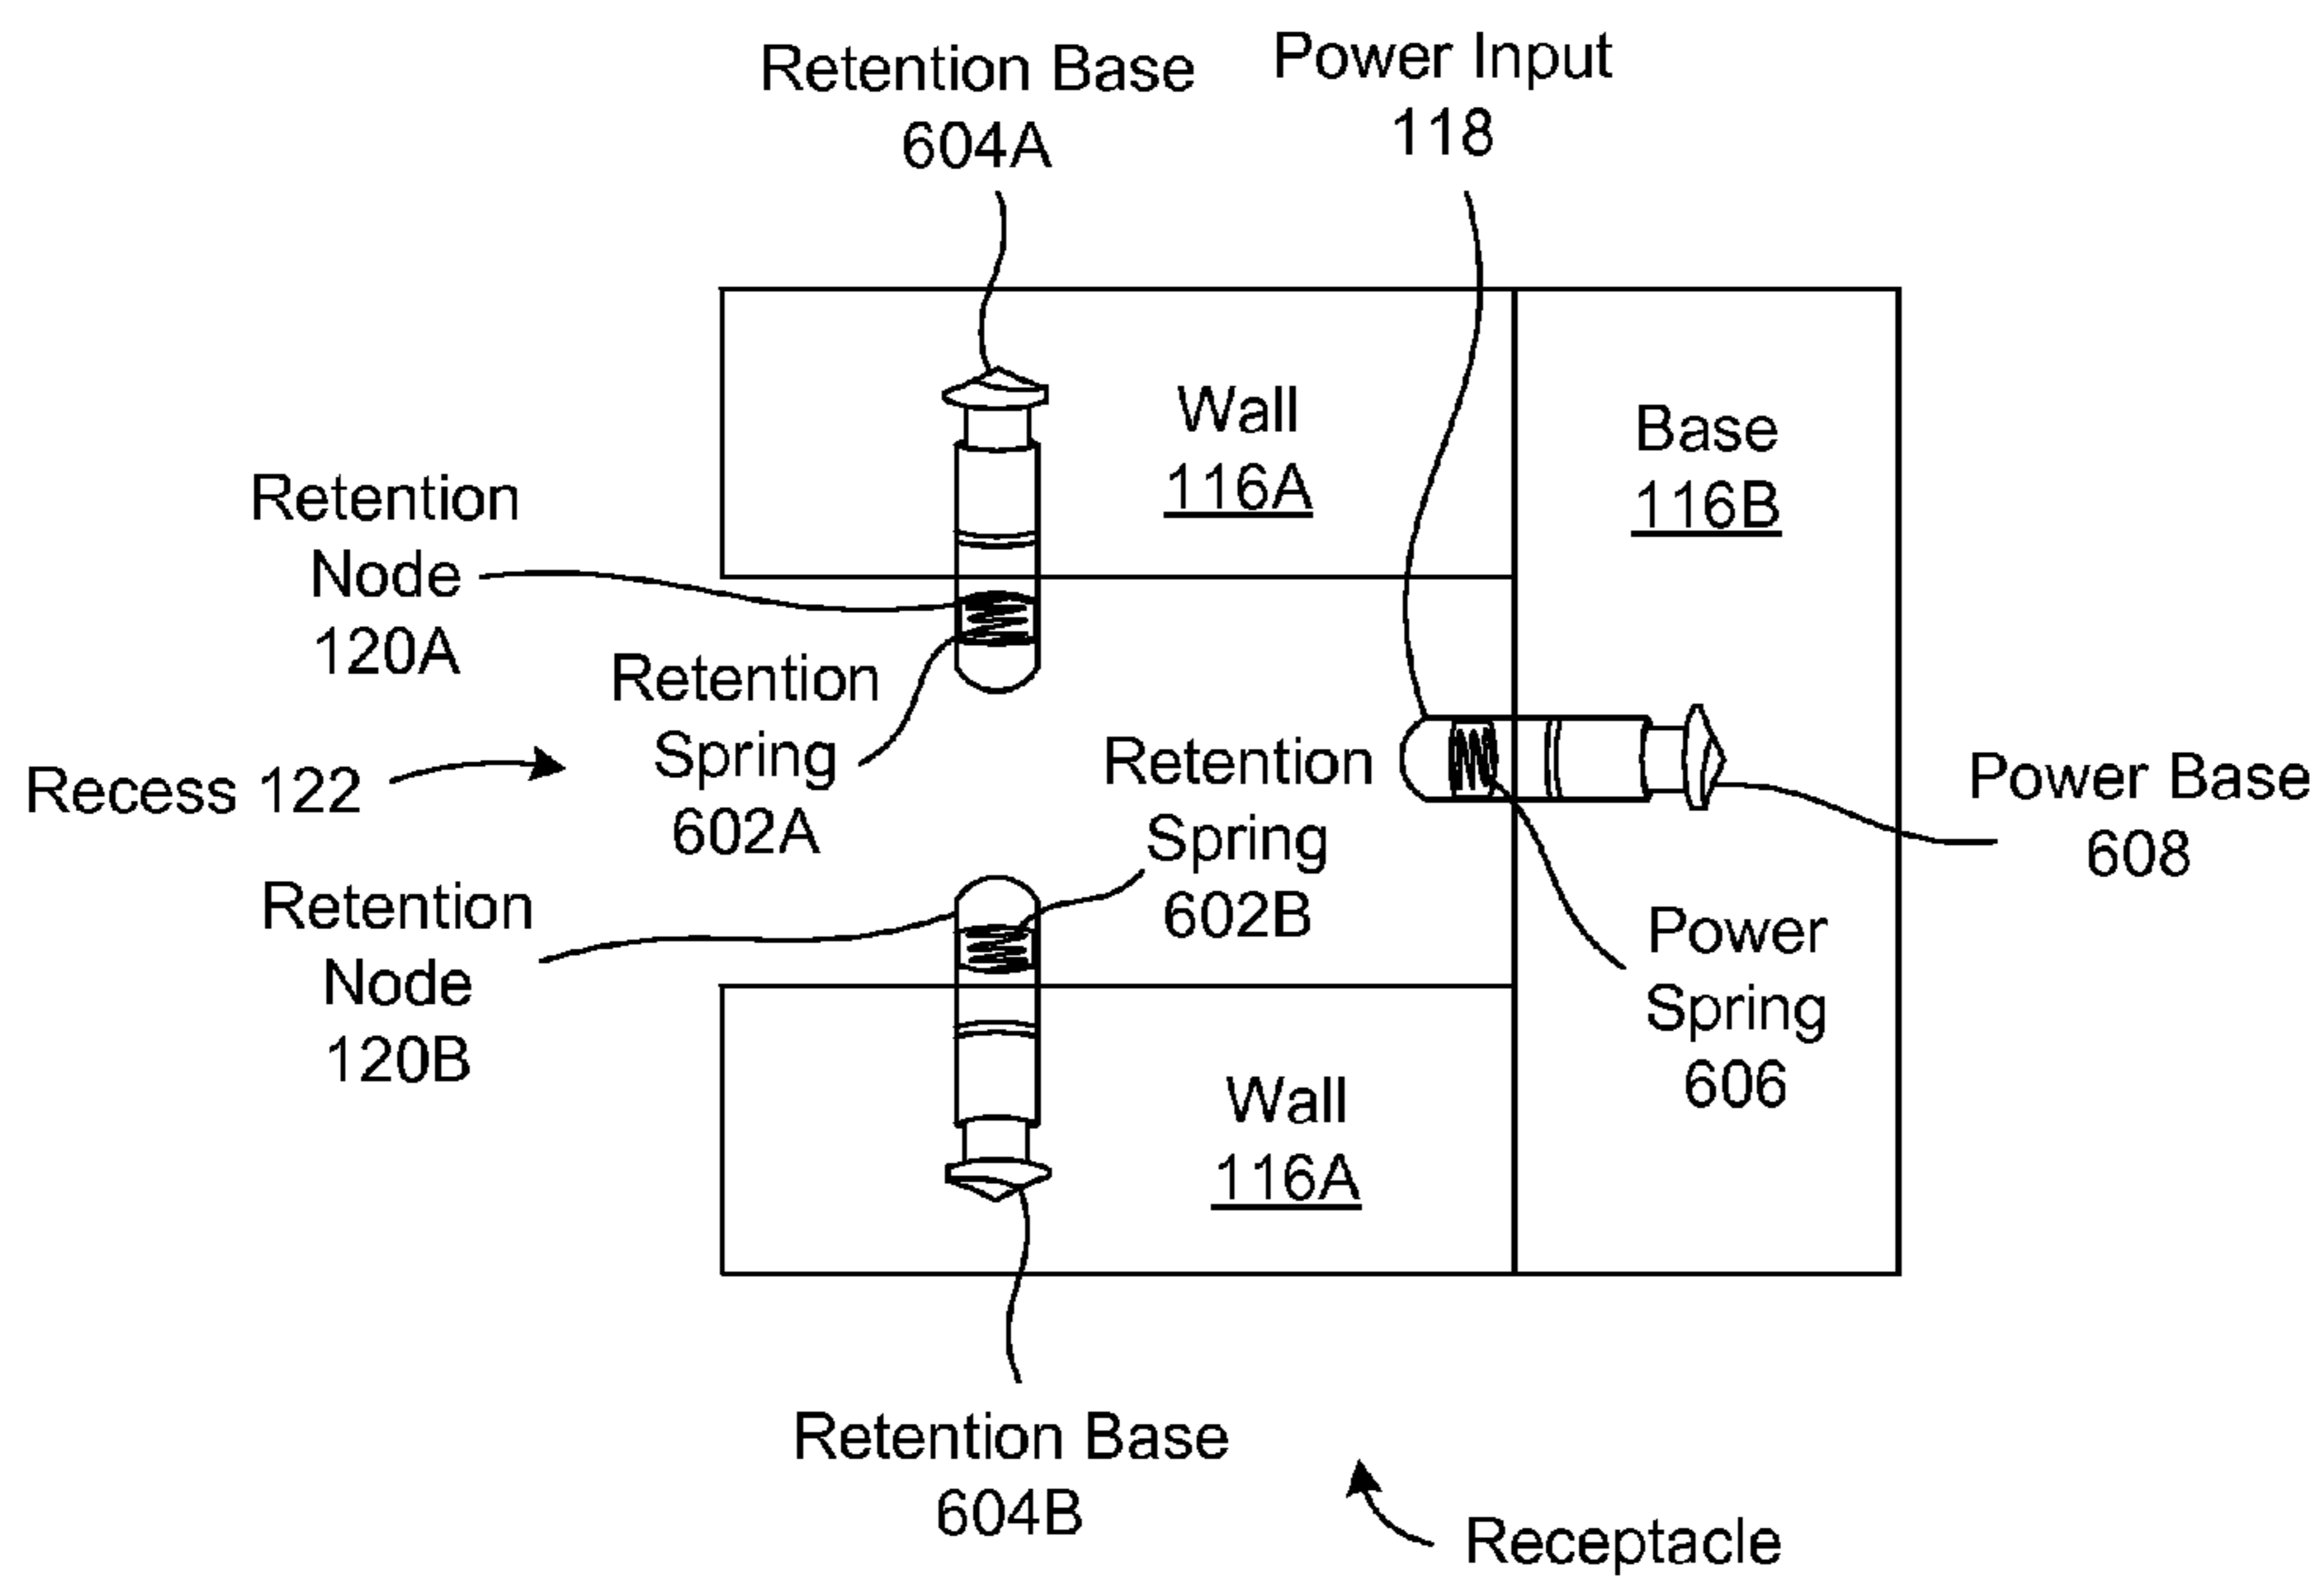 Retention Base
604A
Power Input
118
Wall
116A
Base
116B
Retention
Node
120A
Retention
Spring
602A
Recess 122
Retention
Spring
602B
Power Base
608
Retention
Node
120B
Power
Spring
606
Wall
116A
Retention Base
604B
Receptacle